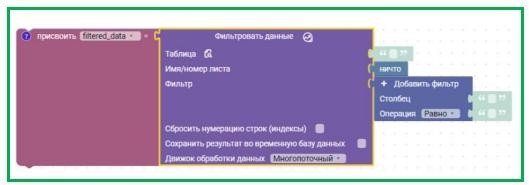 ? присвоить filtered_data =
Фильтровать данные
Таблица “ ”
Имя/номер листа ничто
Фильтр + Добавить фильтр
Столбец “ ”
Операция Равно “ ”
Сбросить нумерацию строк (индексы)
Сохранить результат во временную базу данных
Движок обработки данных Многопоточный